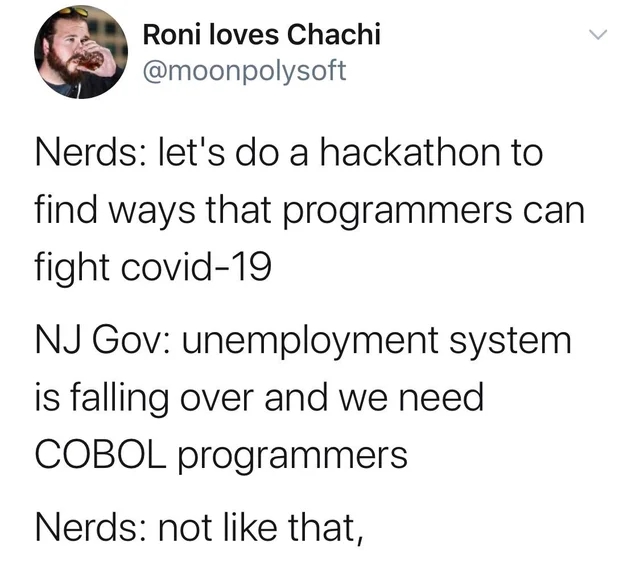 Roni loves Chachi
@moonpolysoft
Nerds: let's do a hackathon to
find ways that programmers can
fight covid-19
NJ Gov: unemployment system
is falling over and we need
COBOL programmers
Nerds: not like that,